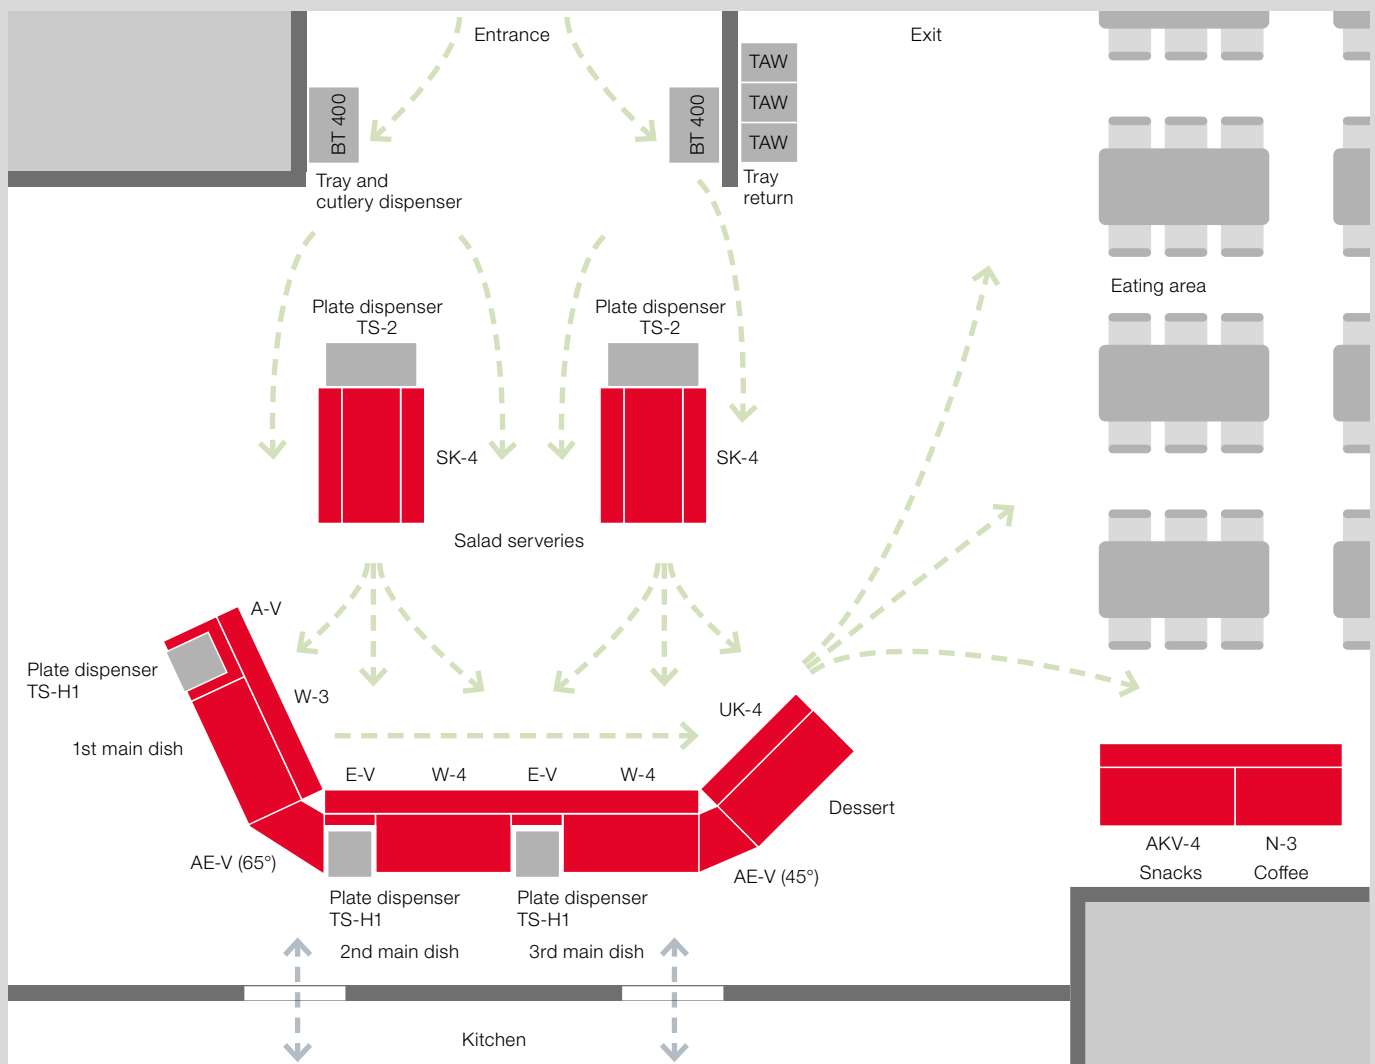 Entrance
Exit
TAW
TAW
TAW
BT 400
BT 400
Tray and
cutlery dispenser
Tray
return
Eating area
Plate dispenser
TS-2
Plate dispenser
TS-2
SK-4
SK-4
Salad serveries
A-V
Plate dispenser
TS-H1
W-3
1st main dish
UK-4
E-V
W-4
E-V
W-4
Dessert
AE-V (65°)
AE-V (45°)
AKV-4
Snacks
N-3
Coffee
Plate dispenser
TS-H1
2nd main dish
Plate dispenser
TS-H1
3rd main dish
Kitchen